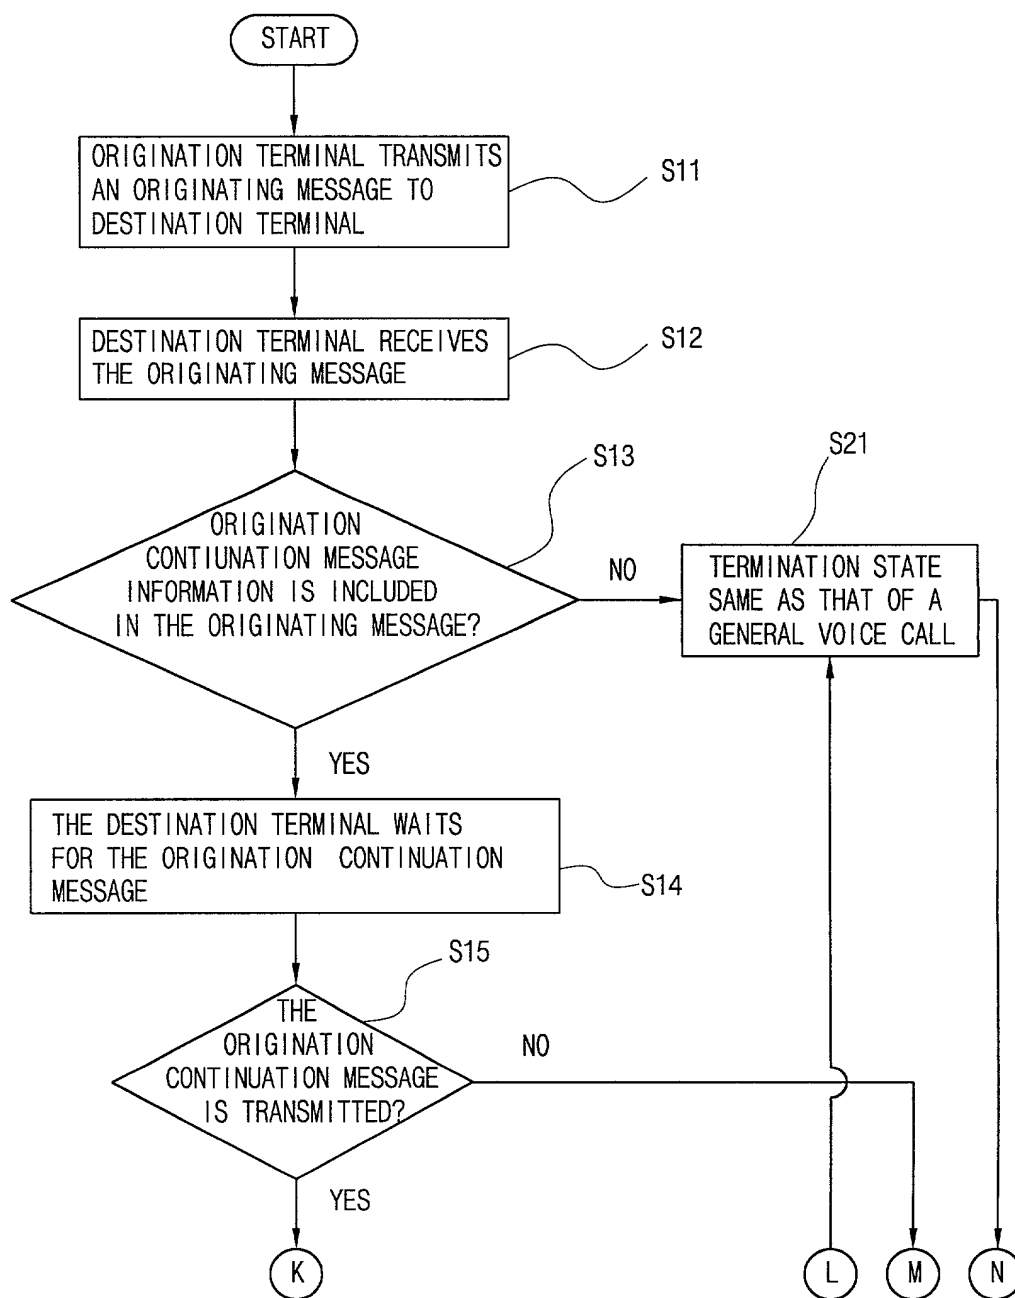 START
ORIGINATION TERMINAL TRANSMITS
AN ORIGINATING MESSAGE TO
DESTINATION TERMINAL
S11
DESTINATION TERMINAL RECEIVES
THE ORIGINATING MESSAGE
S12
S13
ORIGINATION
CONTIUNATION MESSAGE
INFORMATION IS INCLUDED
IN THE ORIGINATING MESSAGE?
NO
S21
TERMINATION STATE
SAME AS THAT OF A
GENERAL VOICE CALL
YES
THE DESTINATION TERMINAL WAITS
FOR THE ORIGINATION CONTINUATION
MESSAGE
S14
S15
THE
ORIGINATION
CONTINUATION MESSAGE
IS TRANSMITTED?
NO
YES
K
L
M
N